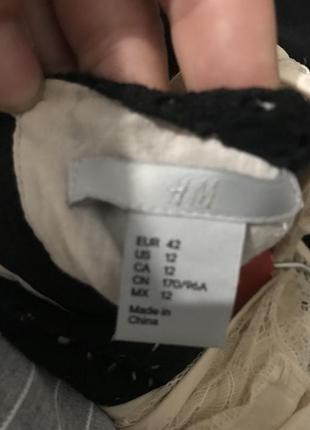 H&M
EUR 42
US 12
CA 12
CN 170/96A
MX 12
Made in
China